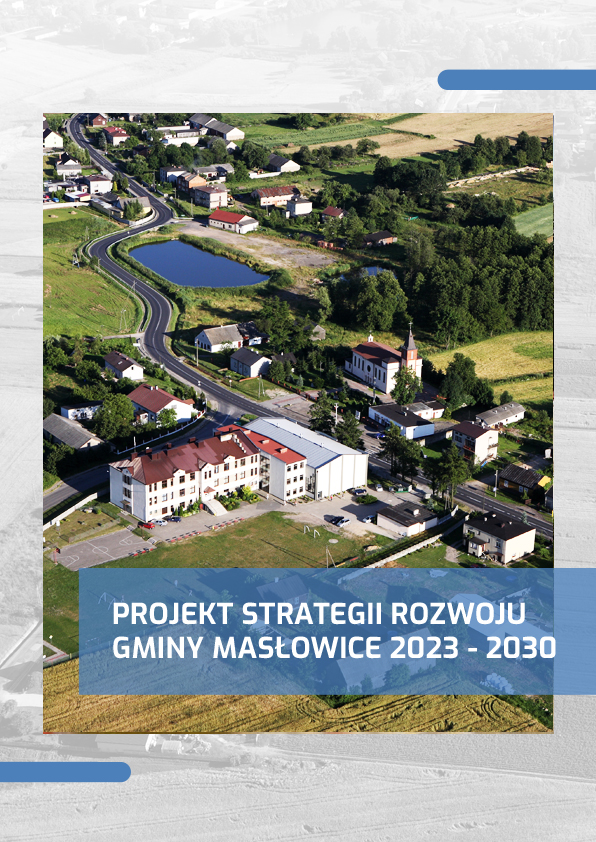 PROJEKT STRATEGII ROZWOJU
GMINY MASŁOWICE 2023 - 2030